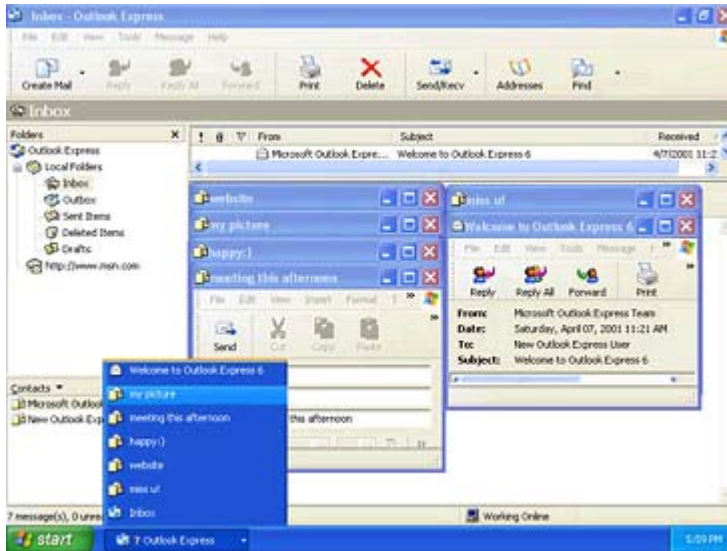 Inbox - Outlook Express
File Edit View Tools Message Help
Create Mail Reply Reply All Forward Print Delete Send/Recv Addresses Find
Inbox
Folders X
! From Subject Received
Outlook Express
Microsoft Outlook Expre... Welcome to Outlook Express 6 4/7/2001 11:2
Local Folders
Inbox
Outbox
Sent Items
Deleted Items
Drafts
http://www.msn.com
website
my picture
happy:)
meeting this afternoon
File Edit View Insert Format
Send Cut Copy Paste
this afternoon
miss u!
Welcome to Outlook Express 6
File Edit View Tools Message
Reply Reply All Forward Print
From: Microsoft Outlook Express Team
Date: Saturday, April 07, 2001 11:21 AM
To: New Outlook Express User
Subject: Welcome to Outlook Express 6
Contacts
Microsoft Outlook
New Outlook Exp
Welcome to Outlook Express 6
my picture
meeting this afternoon
happy:)
website
miss u!
Inbox
7 message(s), 0 unre
Working Online
start
7 Outlook Express
5:09 PM